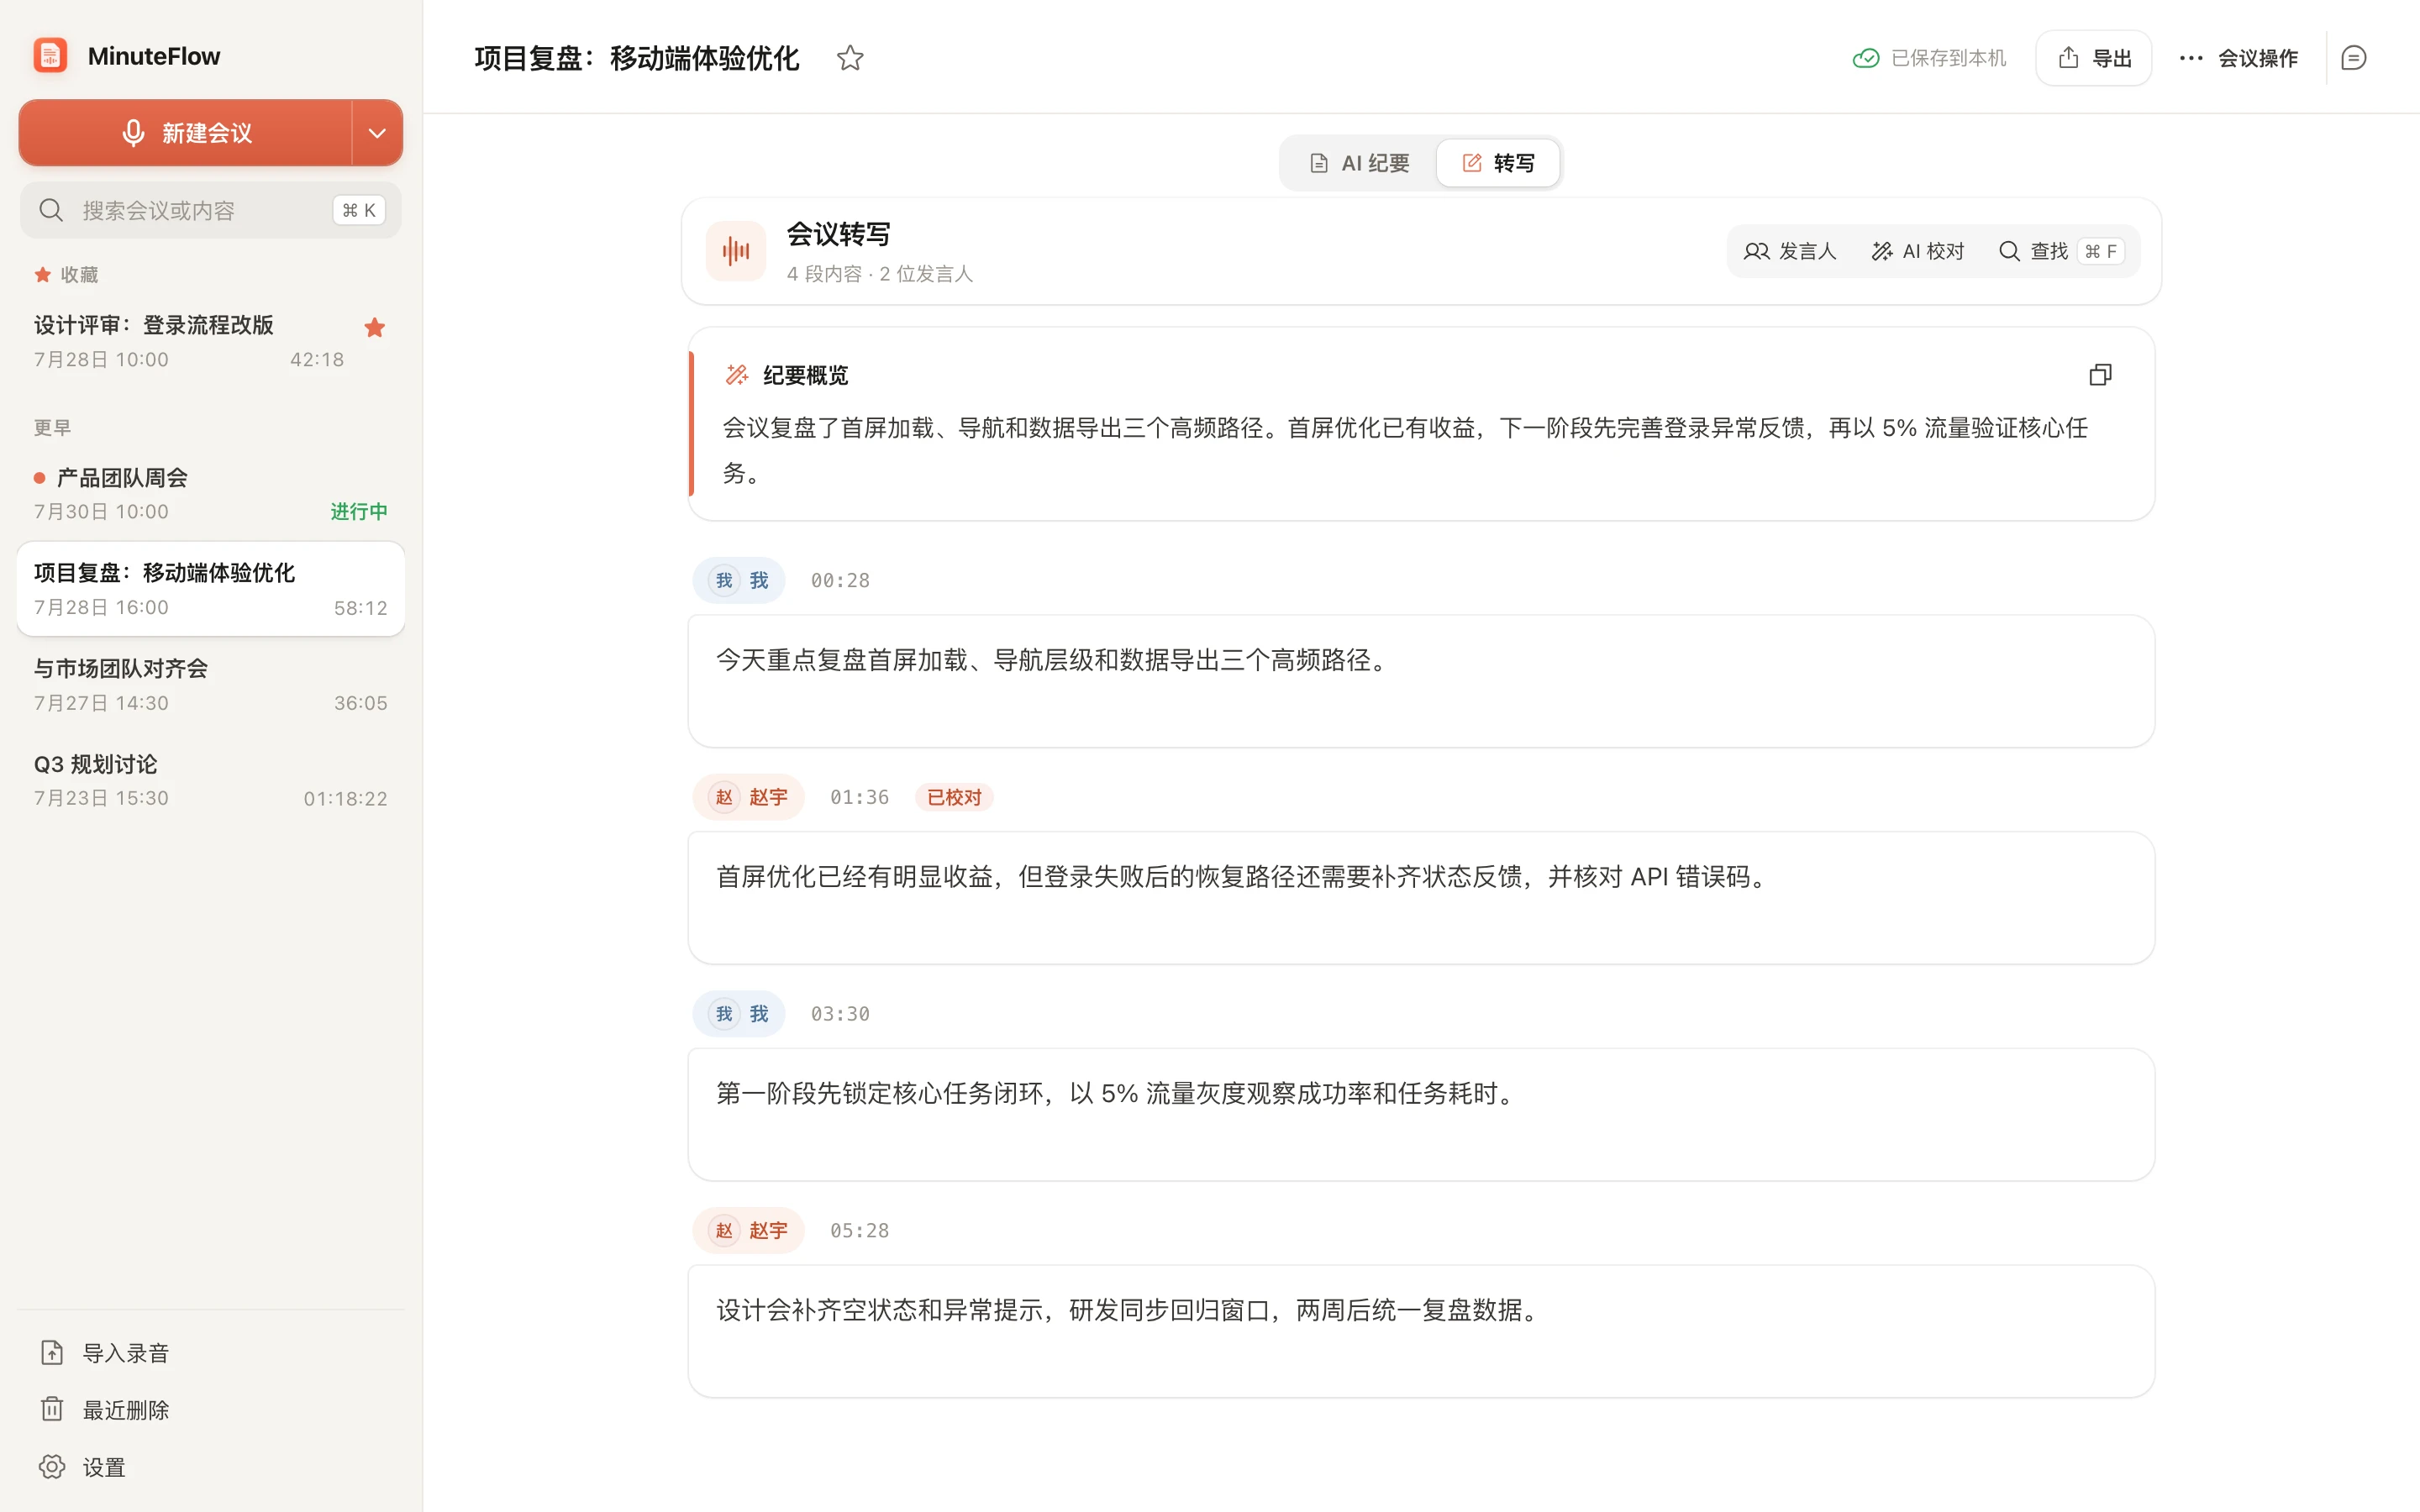 MinuteFlow
新建会议
搜索会议或内容
⌘ K
收藏
设计评审：登录流程改版
7月28日 10:00
42:18
更早
产品团队周会
7月30日 10:00
进行中
项目复盘：移动端体验优化
7月28日 16:00
58:12
与市场团队对齐会
7月27日 14:30
36:05
Q3 规划讨论
7月23日 15:30
01:18:22
导入录音
最近删除
设置
项目复盘：移动端体验优化
已保存到本机
导出
会议操作
AI 纪要
转写
会议转写
4 段内容 · 2 位发言人
发言人
AI 校对
查找
⌘ F
纪要概览
会议复盘了首屏加载、导航和数据导出三个高频路径。首屏优化已有收益，下一阶段先完善登录异常反馈，再以 5% 流量验证核心任
务。
我 我 00:28
今天重点复盘首屏加载、导航层级和数据导出三个高频路径。
赵 赵宇 01:36 已校对
首屏优化已经有明显收益，但登录失败后的恢复路径还需要补齐状态反馈，并核对 API 错误码。
我 我 03:30
第一阶段先锁定核心任务闭环，以 5% 流量灰度观察成功率和任务耗时。
赵 赵宇 05:28
设计会补齐空状态和异常提示，研发同步回归窗口，两周后统一复盘数据。